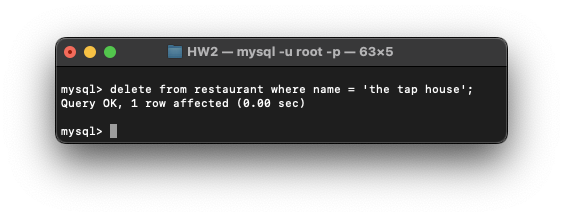 HW2 — mysql -u root -p — 63×5
mysql> delete from restaurant where name = 'the tap house';
Query OK, 1 row affected (0.00 sec)
mysql>